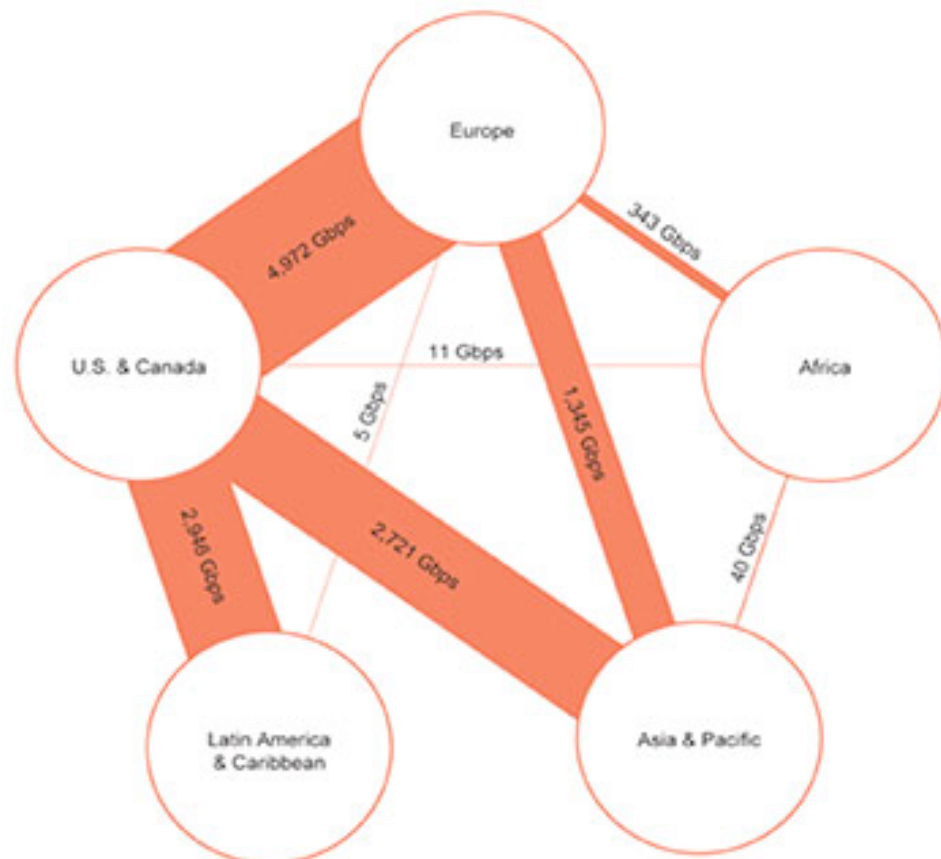 Europe
4,972 Gbps
343 Gbps
U.S. & Canada
11 Gbps
Africa
5 Gbps
1,345 Gbps
2,946 Gbps
2,721 Gbps
40 Gbps
Latin America
& Caribbean
Asia & Pacific